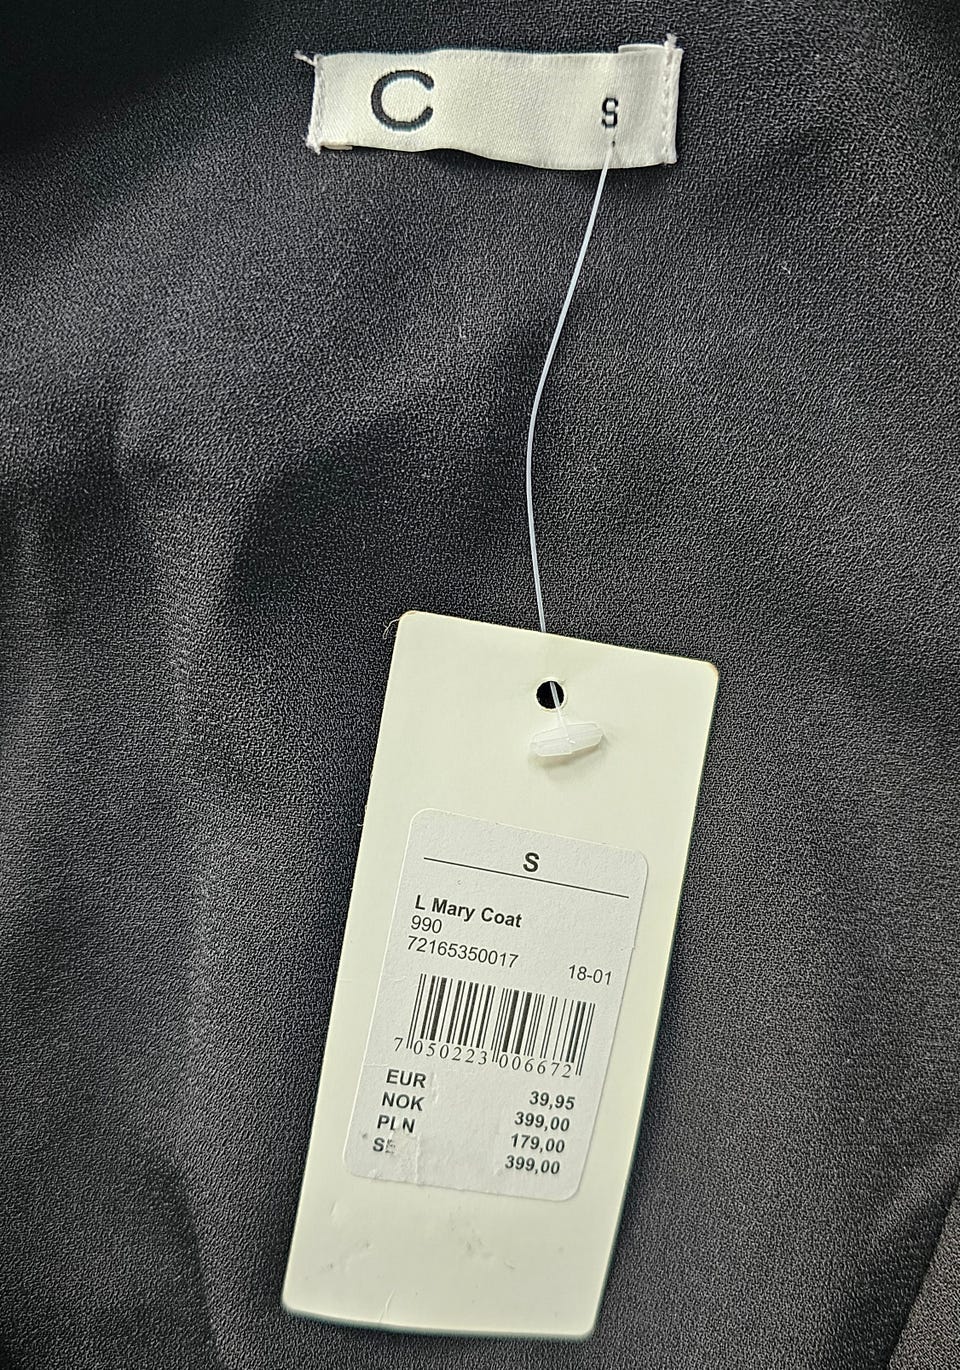 C S
S
L Mary Coat
990
72165350017 18-01
7 050223 006672
EUR 39,95
NOK 399,00
PLN 179,00
SE 399,00